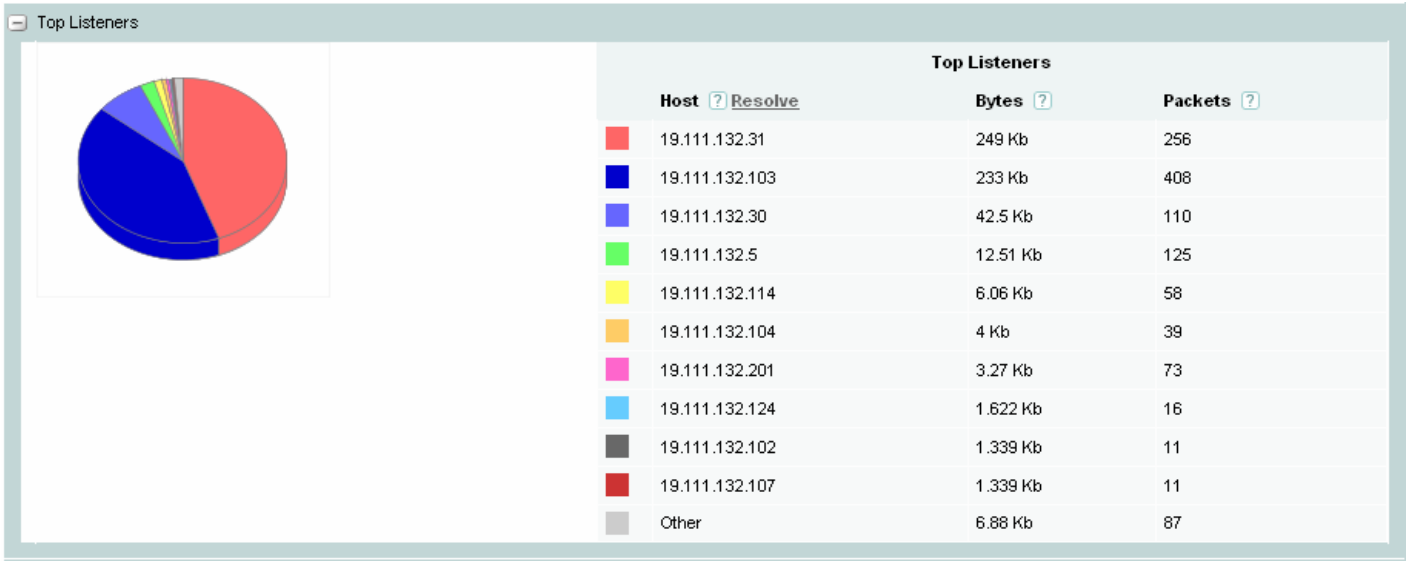 Top Listeners
Top Listeners
Host ? Resolve Bytes ? Packets ?
19.111.132.31 249 Kb 256
19.111.132.103 233 Kb 408
19.111.132.30 42.5 Kb 110
19.111.132.5 12.51 Kb 125
19.111.132.114 6.06 Kb 58
19.111.132.104 4 Kb 39
19.111.132.201 3.27 Kb 73
19.111.132.124 1.622 Kb 16
19.111.132.102 1.339 Kb 11
19.111.132.107 1.339 Kb 11
Other 6.88 Kb 87